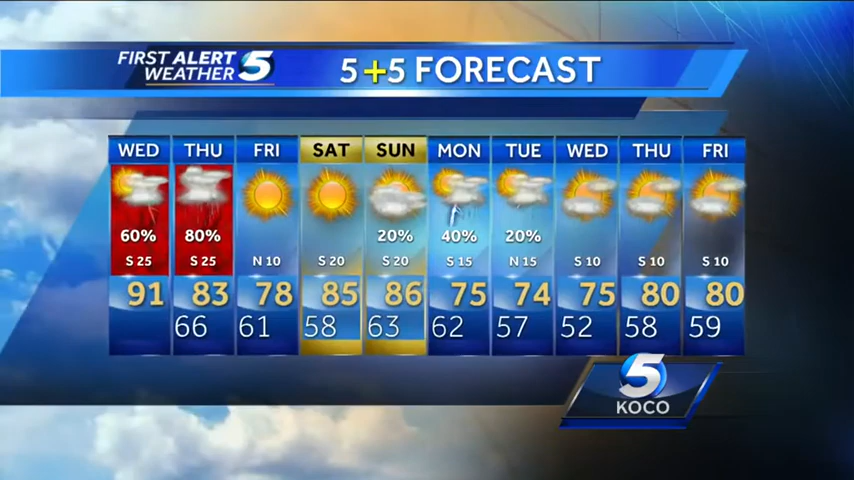 FIRST ALERT
WEATHER 5
5+5 FORECAST
WED THU FRI SAT SUN MON TUE WED THU FRI
60% 80% 20% 40% 20%
S 25 S 25 N 10 S 20 S 20 S 15 N 15 S 10 S 10 S 10
91 83 78 85 86 75 74 75 80 80
66 61 58 63 62 57 52 58 59
5
KOCO